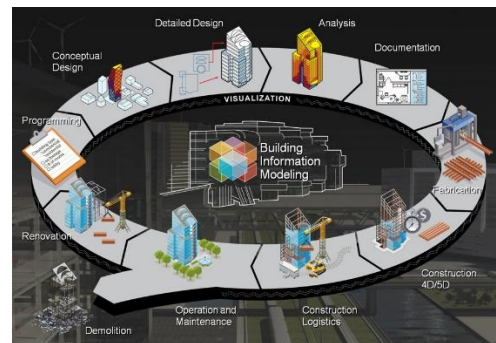 Detailed Design
Analysis
Conceptual
Design
Documentation
VISUALIZATION
Programming
Building
Information
Modeling
Fabrication
Renovation
Construction
4D/5D
Operation and
Maintenance
Construction
Logistics
Demolition